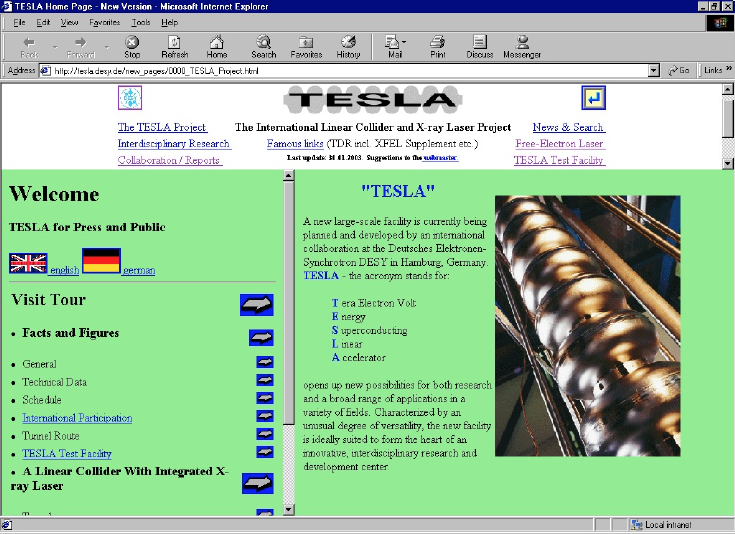 TESLA Home Page - New Version - Microsoft Internet Explorer
File Edit View Favorites Tools Help
Back Forward Stop Refresh Home Search Favorites History Mail Print Discuss Messenger
Address http://tesla.desy.de/new_pages/0000_TESLA_Project.html Go Links »
TESLA
The TESLA Project The International Linear Collider and X-ray Laser Project News & Search
Interdisciplinary Research Famous links (TDR incl. XFEL Supplement etc.) Free-Electron Laser
Collaboration / Reports Last update: 31.01.2003. Suggestions to the webmaster. TESLA Test Facility
Welcome
TESLA for Press and Public
english german
Visit Tour
• Facts and Figures
• General
• Technical Data
• Schedule
• International Participation
• Tunnel Route
• TESLA Test Facility
• A Linear Collider With Integrated X-
ray Laser
"TESLA"
A new large-scale facility is currently being
planned and developed by an international
collaboration at the Deutsches Elektronen-
Synchrotron DESY in Hamburg, Germany.
TESLA - the acronym stands for:
T era Electron Volt
E nergy
S uperconducting
L inear
A ccelerator
opens up new possibilities for both research
and a broad range of applications in a
variety of fields. Characterized by an
unusual degree of versatility, the new facility
is ideally suited to form the heart of an
innovative, interdisciplinary research and
development center.
Local intranet